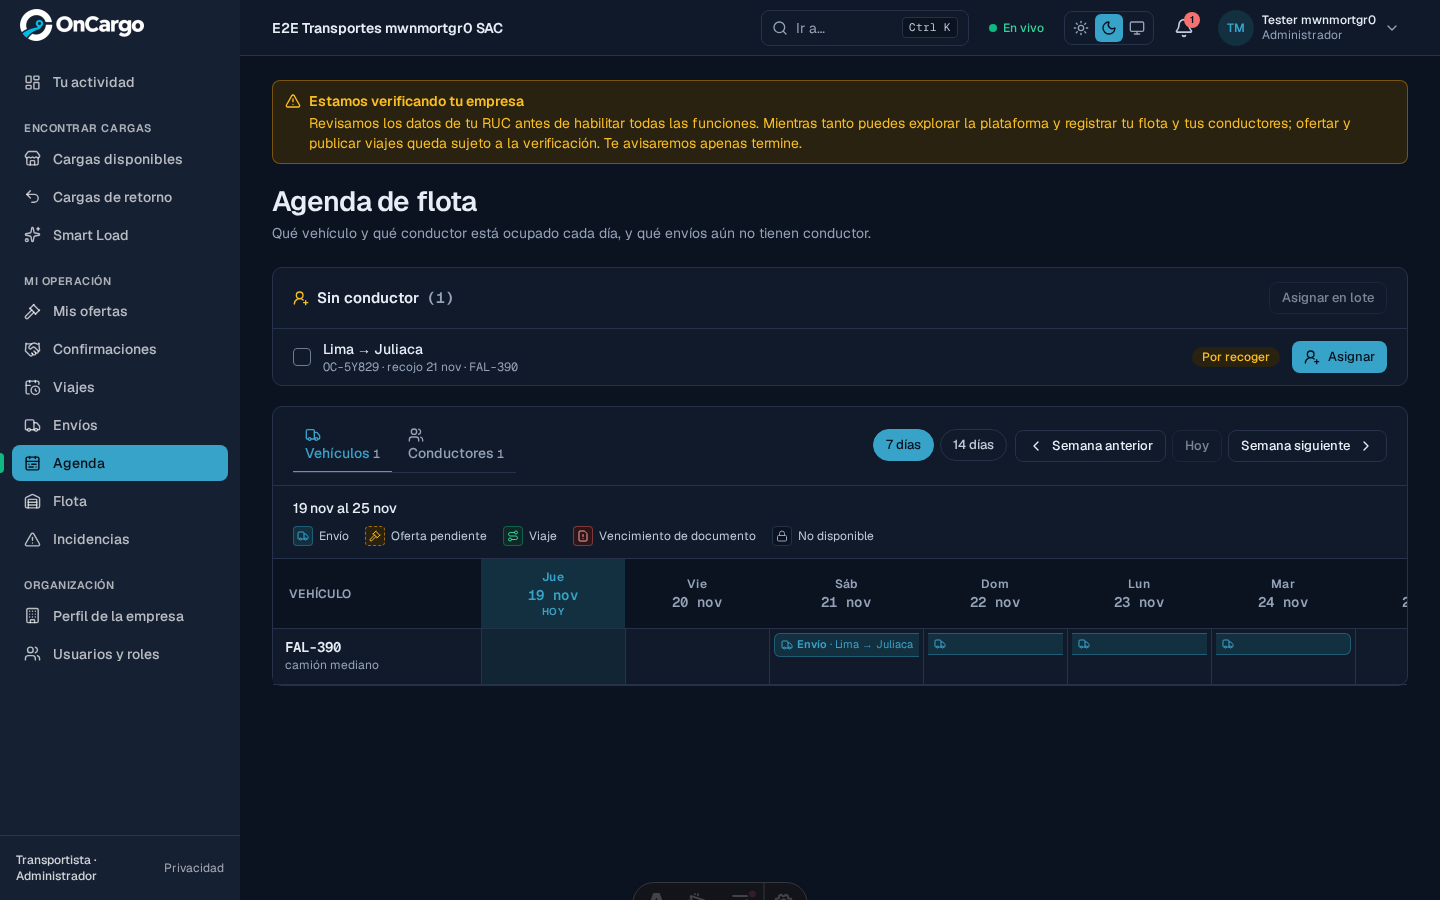 OnCargo
E2E Transportes mwnmortgr0 SAC
Ir a...
Ctrl K
En vivo
1
TM
Tester mwnmortgr0
Administrador
Tu actividad
ENCONTRAR CARGAS
Cargas disponibles
Cargas de retorno
Smart Load
MI OPERACIÓN
Mis ofertas
Confirmaciones
Viajes
Envíos
Agenda
Flota
Incidencias
ORGANIZACIÓN
Perfil de la empresa
Usuarios y roles
Transportista ·
Administrador
Privacidad
Estamos verificando tu empresa
Revisamos los datos de tu RUC antes de habilitar todas las funciones. Mientras tanto puedes explorar la plataforma y registrar tu flota y tus conductores; ofertar y
publicar viajes queda sujeto a la verificación. Te avisaremos apenas termine.
Agenda de flota
Qué vehículo y qué conductor está ocupado cada día, y qué envíos aún no tienen conductor.
Sin conductor (1)
Asignar en lote
Lima → Juliaca
OC-5Y829 · recojo 21 nov · FAL-390
Por recoger
Asignar
Vehículos 1
Conductores 1
7 días
14 días
Semana anterior
Hoy
Semana siguiente
19 nov al 25 nov
Envío
Oferta pendiente
Viaje
Vencimiento de documento
No disponible
VEHÍCULO
Jue
19 nov
HOY
Vie
20 nov
Sáb
21 nov
Dom
22 nov
Lun
23 nov
Mar
24 nov
FAL-390
camión mediano
Envío · Lima → Juliaca